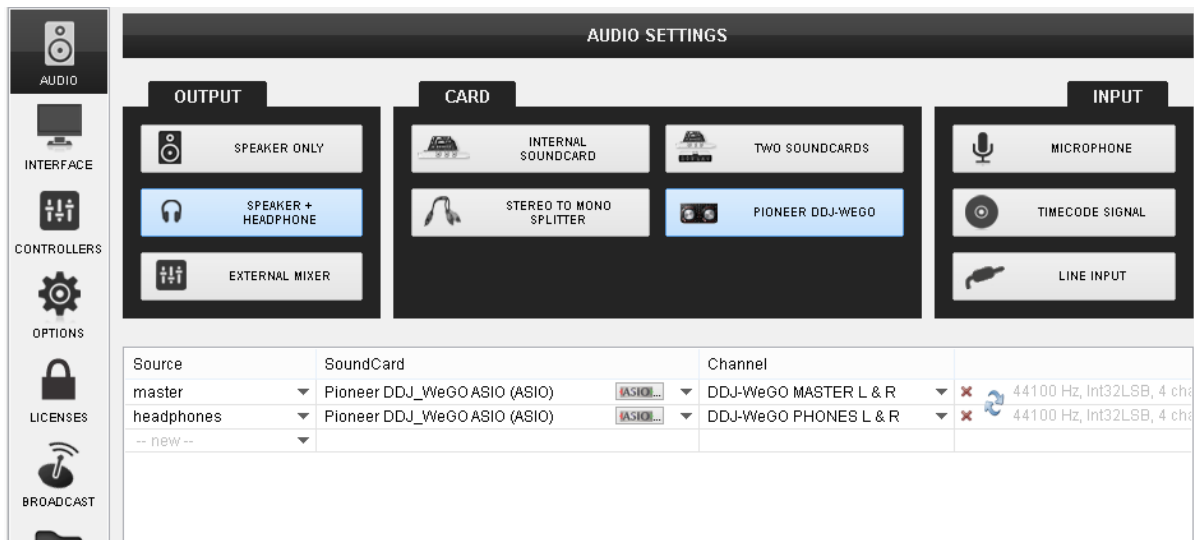 AUDIO SETTINGS
AUDIO
INTERFACE
CONTROLLERS
OPTIONS
LICENSES
BROADCAST
OUTPUT
SPEAKER ONLY
SPEAKER +
HEADPHONE
EXTERNAL MIXER
CARD
INTERNAL
SOUNDCARD
TWO SOUNDCARDS
STEREO TO MONO
SPLITTER
PIONEER DDJ-WEGO
INPUT
MICROPHONE
TIMECODE SIGNAL
LINE INPUT
Source SoundCard Channel
master Pioneer DDJ_WeGO ASIO (ASIO) ASIO... DDJ-WeGO MASTER L & R 44100 Hz, Int32LSB, 4 cha
headphones Pioneer DDJ_WeGO ASIO (ASIO) ASIO... DDJ-WeGO PHONES L & R 44100 Hz, Int32LSB, 4 cha
-- new --